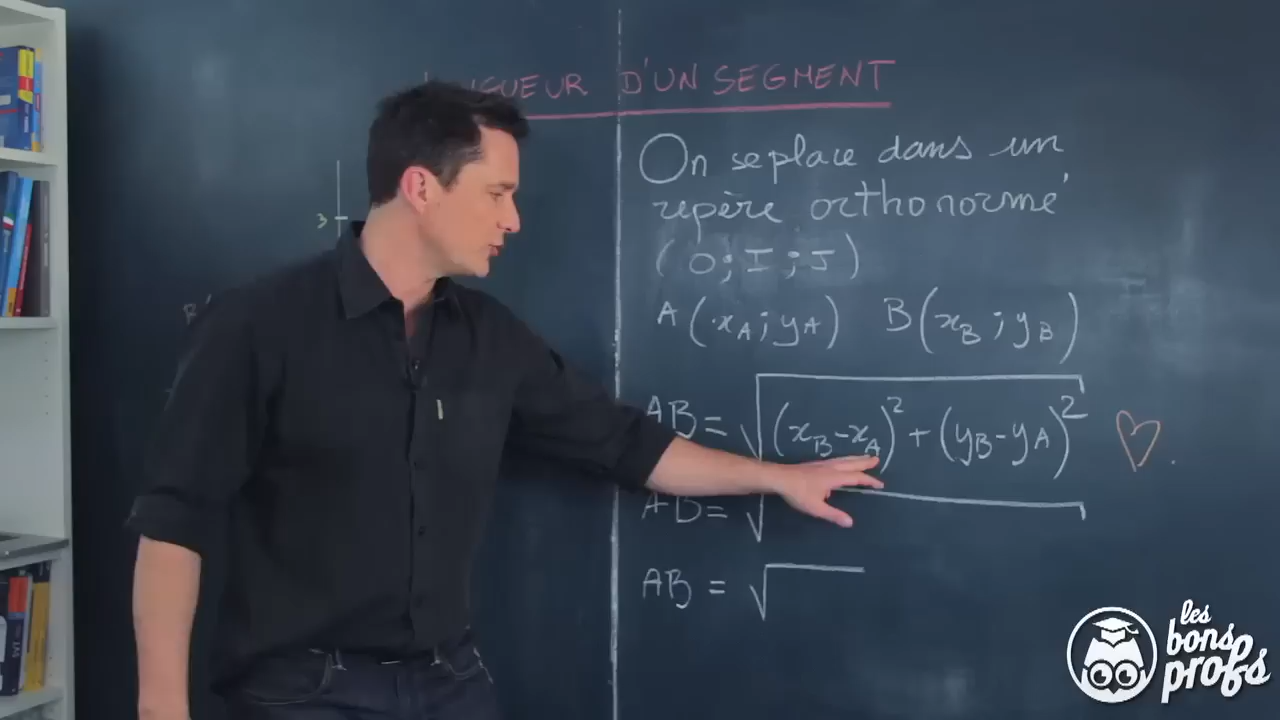 D'UN SEGMENT
On se place dans un
repère orthonormé
(O; I; J)
A(xA; yA) B(xB; yB)
AB = √(xB-xA)² + (yB-yA)²
AB = √
AB = √
3
les
bons
profs